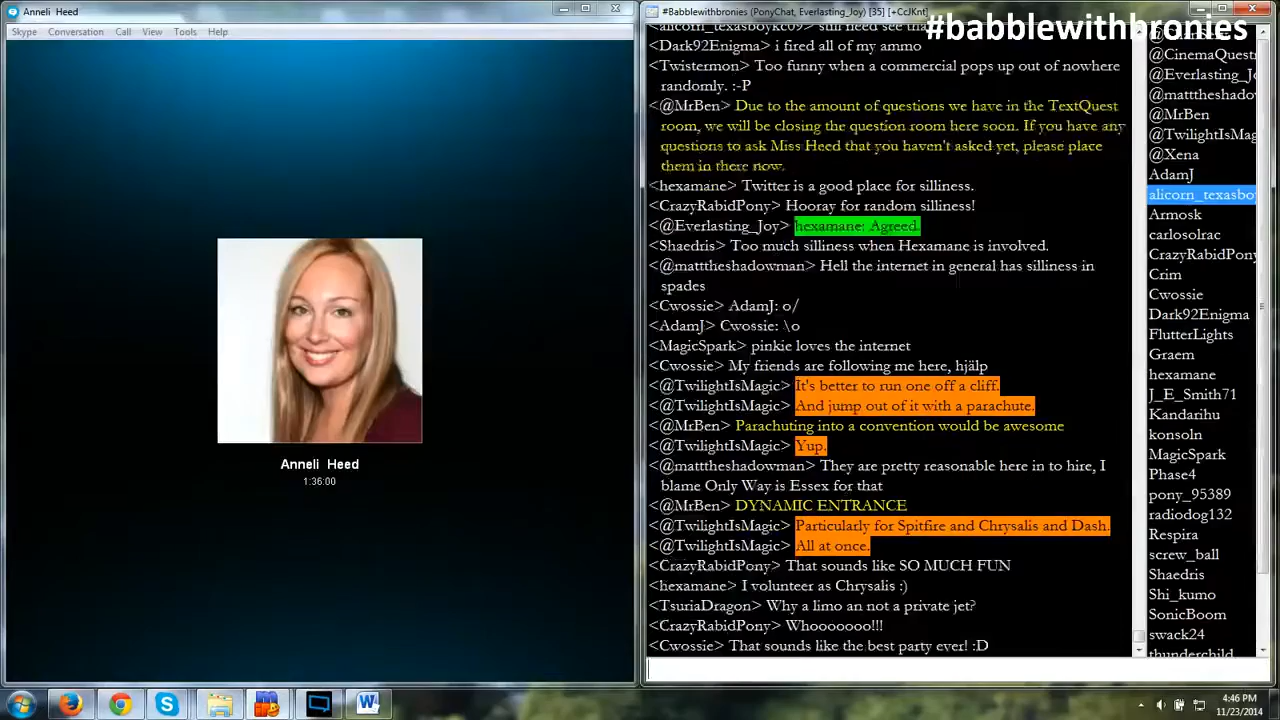 Anneli Heed
Skype Conversation Call View Tools Help
Anneli Heed
1:36:00
#Babblewithbronies (PonyChat, Everlasting_Joy) [35] [+CcJKnt]
#babblewithbronies
<Dark92Enigma> i fired all of my ammo
<Twistermon> Too funny when a commercial pops up out of nowhere
randomly. :-P
<@MrBen> Due to the amount of questions we have in the TextQuest
room, we will be closing the question room here soon. If you have any
questions to ask Miss Heed that you haven't asked yet, please place
them in there now.
<hexamane> Twitter is a good place for silliness.
<CrazyRabidPony> Hooray for random silliness!
<@Everlasting_Joy> hexamane: Agreed.
<Shaedris> Too much silliness when Hexamane is involved.
<@matttheshadowman> Hell the internet in general has silliness in
spades
<Cwossie> AdamJ: o/
<AdamJ> Cwossie: \o
<MagicSpark> pinkie loves the internet
<Cwossie> My friends are following me here, hjälp
<@TwilightIsMagic> It's better to run one off a cliff.
<@TwilightIsMagic> And jump out of it with a parachute.
<@MrBen> Parachuting into a convention would be awesome
<@TwilightIsMagic> Yup.
<@matttheshadowman> They are pretty reasonable here in to hire, I
blame Only Way is Essex for that
<@MrBen> DYNAMIC ENTRANCE
<@TwilightIsMagic> Particularly for Spitfire and Chrysalis and Dash.
<@TwilightIsMagic> All at once.
<CrazyRabidPony> That sounds like SO MUCH FUN
<hexamane> I volunteer as Chrysalis :)
<TsuriaDragon> Why a limo an not a private jet?
<CrazyRabidPony> Whooooooo!!!
<Cwossie> That sounds like the best party ever! :D
@CinemaQuest
@Everlasting_Jo
@matttheshadow
@MrBen
@TwilightIsMag
@Xena
AdamJ
alicorn_texasboy
Armosk
carlosolrac
CrazyRabidPony
Crim
Cwossie
Dark92Enigma
FlutterLights
Graem
hexamane
J_E_Smith71
Kandarihu
konsoln
MagicSpark
Phase4
pony_95389
radiodog132
Respira
screw_ball
Shaedris
Shi_kumo
SonicBoom
swack24
thunderchild
4:46 PM
11/23/2014